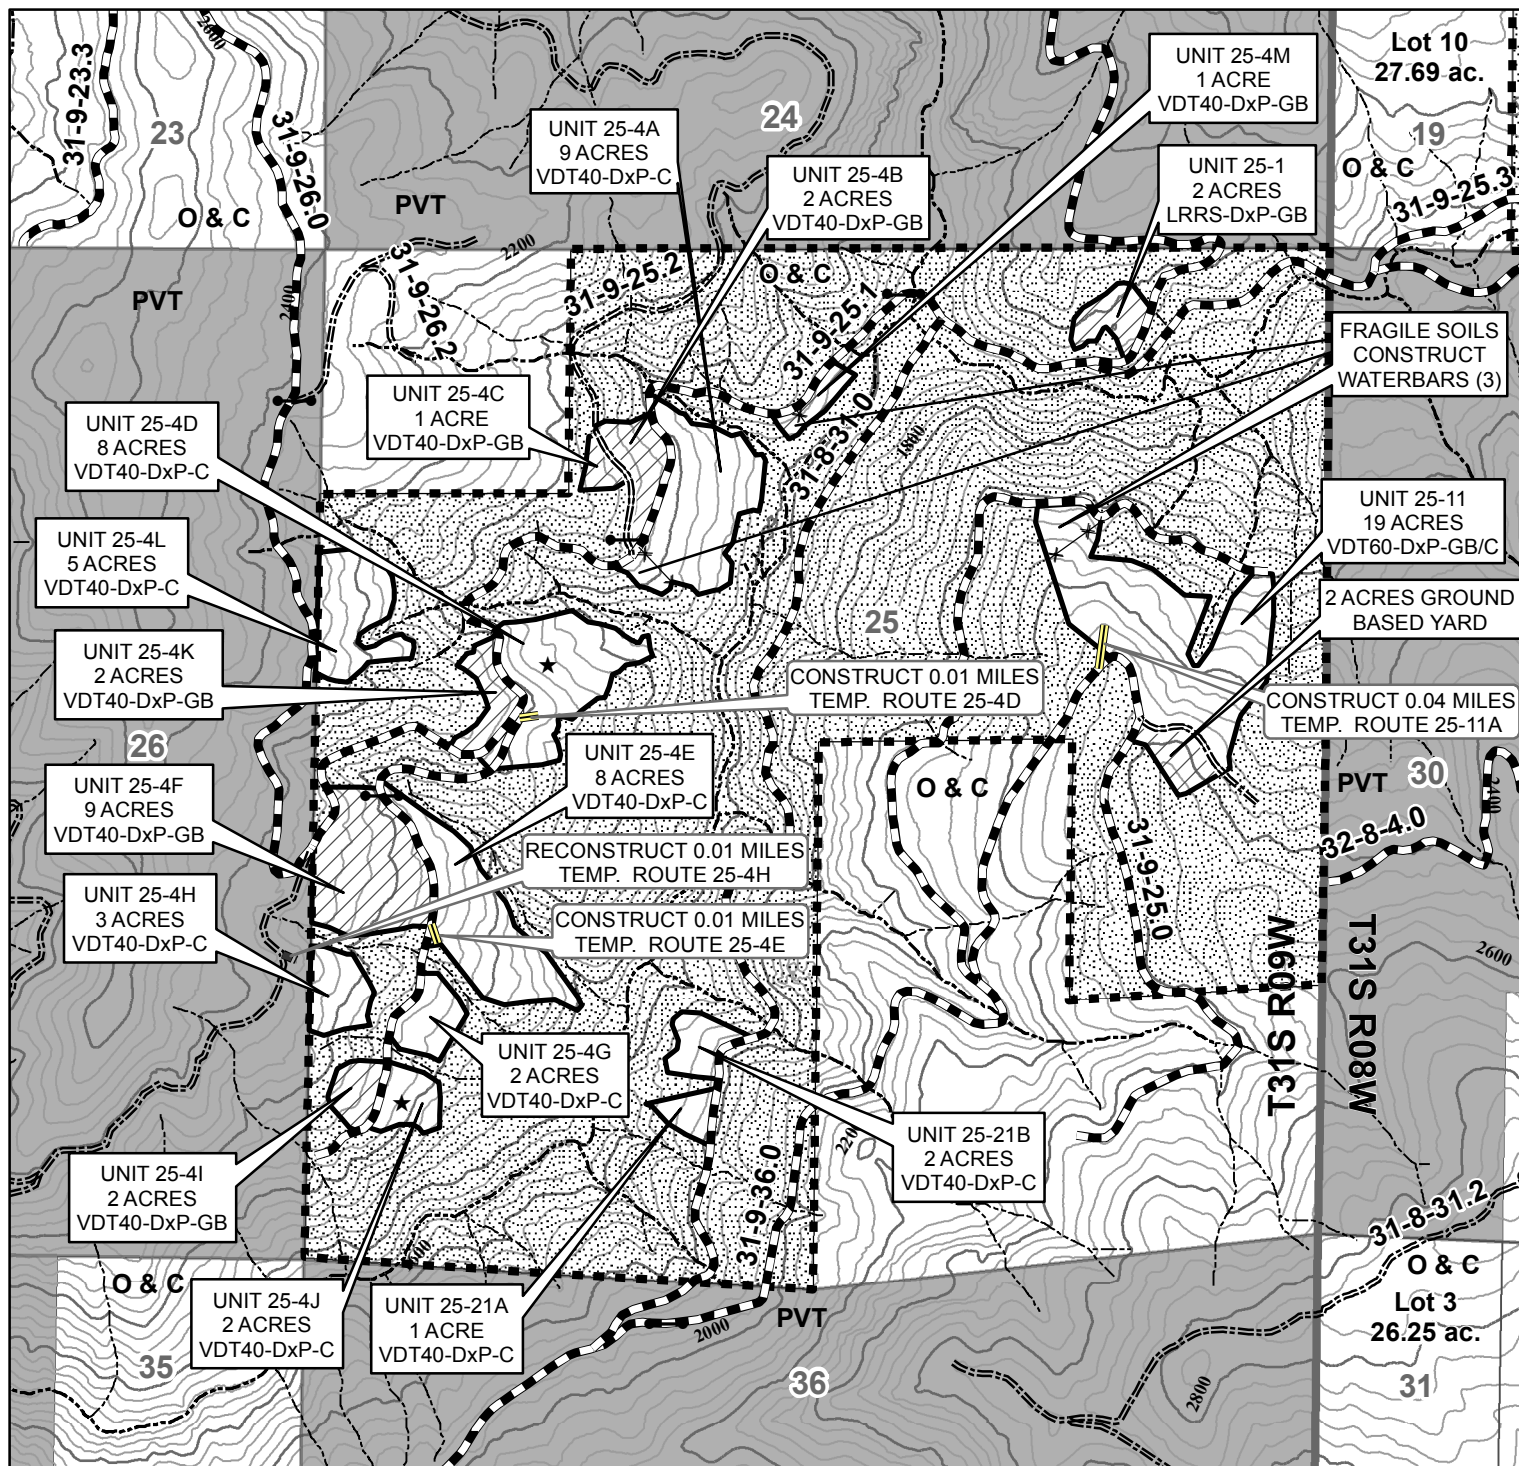 31-9-23.3
23
2600
31-9-26.0
O & C
PVT
24
UNIT 25-4A
9 ACRES
VDT40-DxP-C
UNIT 25-4B
2 ACRES
VDT40-DxP-GB
UNIT 25-4M
1 ACRE
VDT40-DxP-GB
UNIT 25-1
2 ACRES
LRRS-DxP-GB
Lot 10
27.69 ac.
19
O & C
31-9-25.3
PVT
2400
2200
31-9-26.2
31-9-25.2
O & C
31-9-25.1
31-8-31.0
1800
FRAGILE SOILS
CONSTRUCT
WATERBARS (3)
UNIT 25-4C
1 ACRE
VDT40-DxP-GB
UNIT 25-4D
8 ACRES
VDT40-DxP-C
UNIT 25-4L
5 ACRES
VDT40-DxP-C
UNIT 25-4K
2 ACRES
VDT40-DxP-GB
26
25
UNIT 25-11
19 ACRES
VDT60-DxP-GB/C
2 ACRES GROUND
BASED YARD
CONSTRUCT 0.01 MILES
TEMP. ROUTE 25-4D
CONSTRUCT 0.04 MILES
TEMP. ROUTE 25-11A
UNIT 25-4E
8 ACRES
VDT40-DxP-C
UNIT 25-4F
9 ACRES
VDT40-DxP-GB
O & C
PVT
30
2400
32-8-4.0
RECONSTRUCT 0.01 MILES
TEMP. ROUTE 25-4H
UNIT 25-4H
3 ACRES
VDT40-DxP-C
CONSTRUCT 0.01 MILES
TEMP. ROUTE 25-4E
31-9-25.0
T31S R09W
T31S R08W
2600
UNIT 25-4G
2 ACRES
VDT40-DxP-C
UNIT 25-21B
2 ACRES
VDT40-DxP-C
2200
UNIT 25-4I
2 ACRES
VDT40-DxP-GB
31-9-36.0
31-8-31.2
O & C
O & C
UNIT 25-4J
2 ACRES
VDT40-DxP-C
UNIT 25-21A
1 ACRE
VDT40-DxP-C
2000
PVT
Lot 3
26.25 ac.
35
36
2800
31